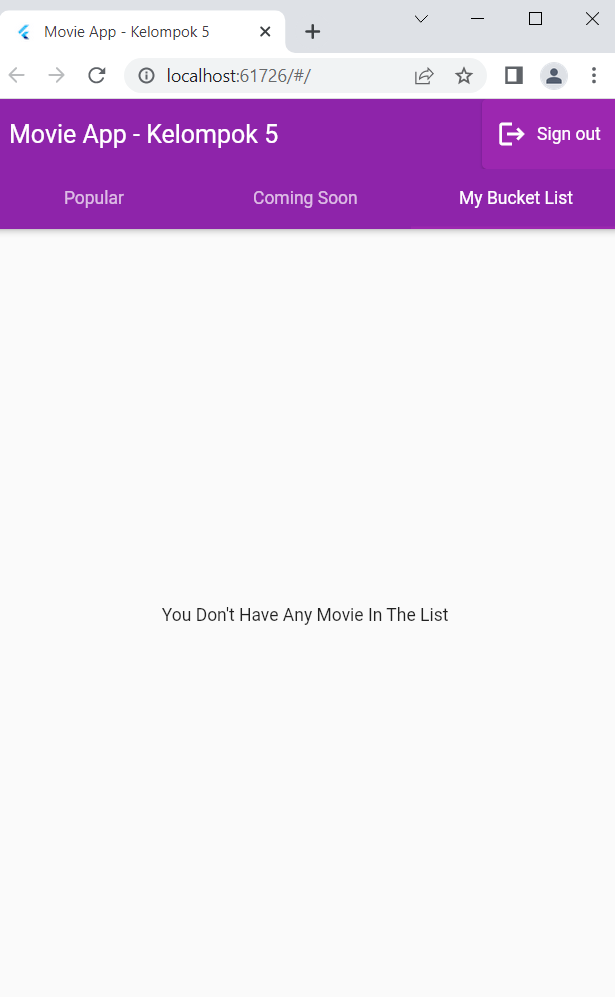 Movie App - Kelompok 5
localhost:61726/#/
Movie App - Kelompok 5
Sign out
Popular
Coming Soon
My Bucket List
You Don't Have Any Movie In The List